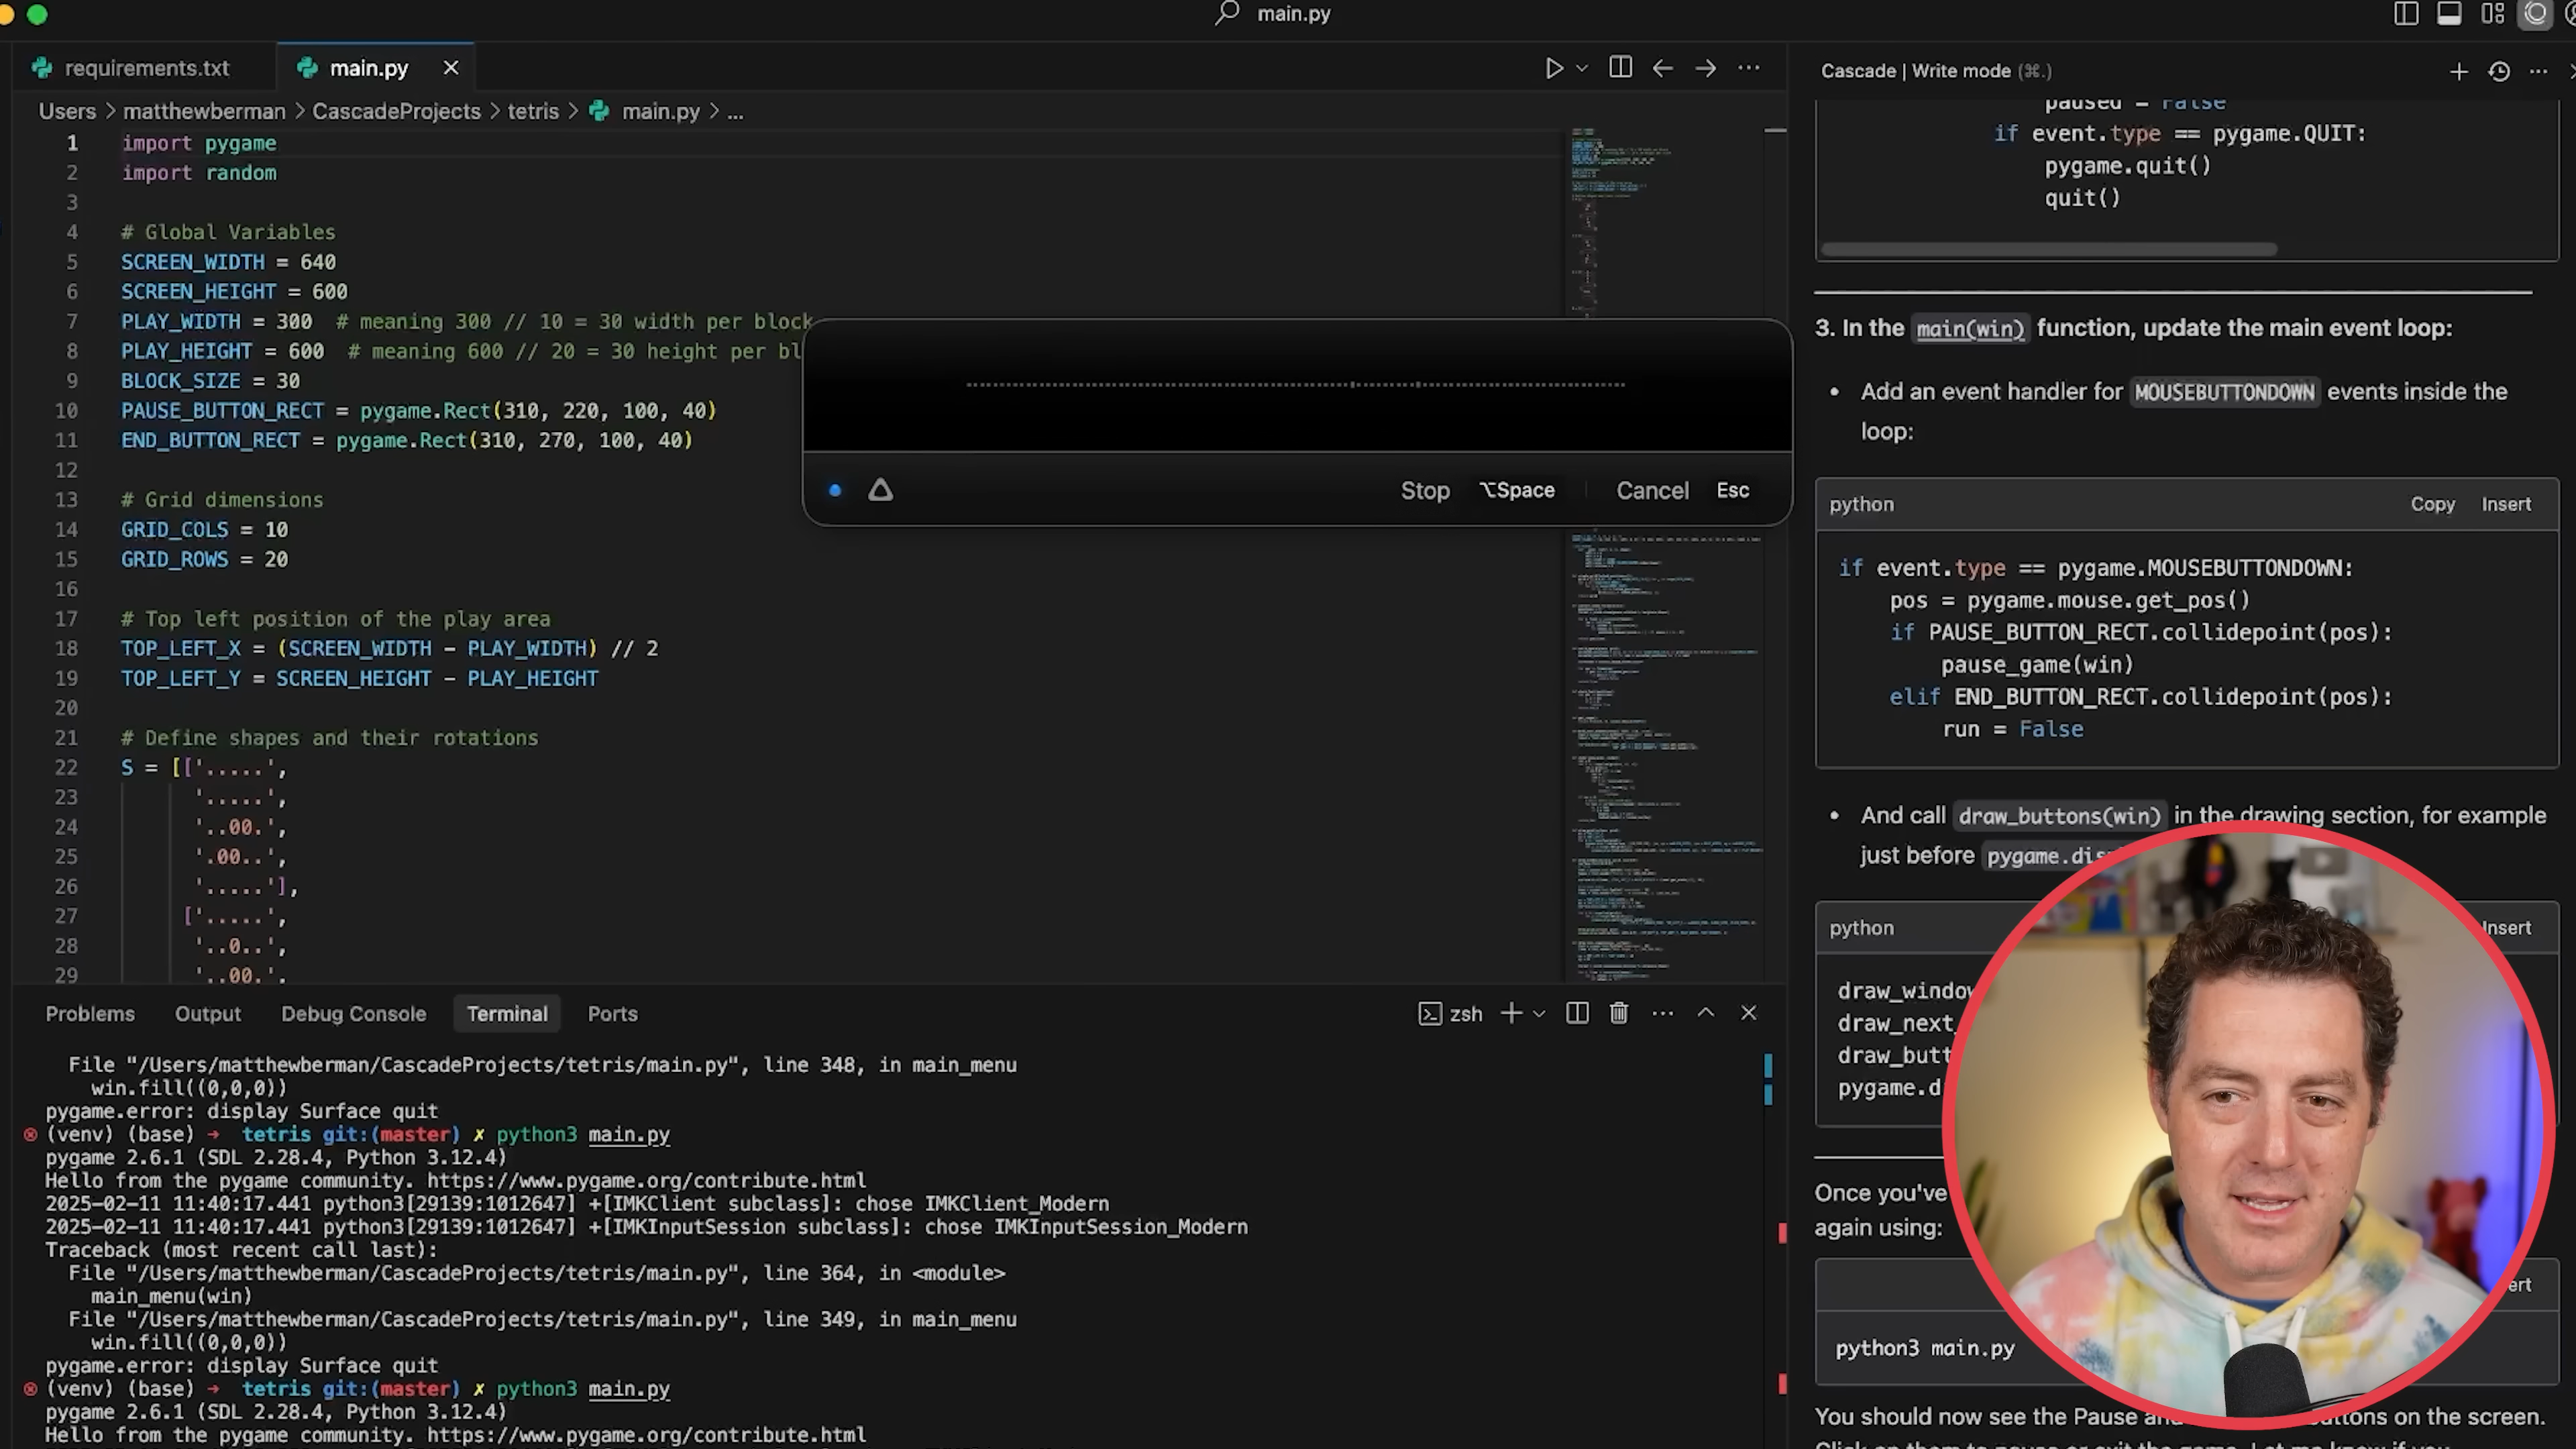 main.py
requirements.txt
main.py
Users > matthewberman > CascadeProjects > tetris > main.py > ...
1 import pygame
2 import random
3
4 # Global Variables
5 SCREEN_WIDTH = 640
6 SCREEN_HEIGHT = 600
7 PLAY_WIDTH = 300  # meaning 300 // 10 = 30 width per block
8 PLAY_HEIGHT = 600  # meaning 600 // 20 = 30 height per bl
9 BLOCK_SIZE = 30
10 PAUSE_BUTTON_RECT = pygame.Rect(310, 220, 100, 40)
11 END_BUTTON_RECT = pygame.Rect(310, 270, 100, 40)
12
13 # Grid dimensions
14 GRID_COLS = 10
15 GRID_ROWS = 20
16
17 # Top left position of the play area
18 TOP_LEFT_X = (SCREEN_WIDTH - PLAY_WIDTH) // 2
19 TOP_LEFT_Y = SCREEN_HEIGHT - PLAY_HEIGHT
20
21 # Define shapes and their rotations
22 S = [['.....',
23 '.....',
24 '..00.',
25 '.00..',
26 '.....'],
27 ['.....',
28 '..0..',
29 '..00.',
Stop ⌥Space Cancel Esc
Problems Output Debug Console Terminal Ports
zsh
File "/Users/matthewberman/CascadeProjects/tetris/main.py", line 348, in main_menu
win.fill((0,0,0))
pygame.error: display Surface quit
(venv) (base) → tetris git:(master) ✗ python3 main.py
pygame 2.6.1 (SDL 2.28.4, Python 3.12.4)
Hello from the pygame community. https://www.pygame.org/contribute.html
2025-02-11 11:40:17.441 python3[29139:1012647] +[IMKClient subclass]: chose IMKClient_Modern
2025-02-11 11:40:17.441 python3[29139:1012647] +[IMKInputSession subclass]: chose IMKInputSession_Modern
Traceback (most recent call last):
File "/Users/matthewberman/CascadeProjects/tetris/main.py", line 364, in <module>
main_menu(win)
File "/Users/matthewberman/CascadeProjects/tetris/main.py", line 349, in main_menu
win.fill((0,0,0))
pygame.error: display Surface quit
(venv) (base) → tetris git:(master) ✗ python3 main.py
pygame 2.6.1 (SDL 2.28.4, Python 3.12.4)
Hello from the pygame community. https://www.pygame.org/contribute.html
Cascade | Write mode (⌘.)
paused = False
if event.type == pygame.QUIT:
pygame.quit()
quit()
3. In the main(win) function, update the main event loop:
• Add an event handler for MOUSEBUTTONDOWN events inside the
loop:
python Copy Insert
if event.type == pygame.MOUSEBUTTONDOWN:
pos = pygame.mouse.get_pos()
if PAUSE_BUTTON_RECT.collidepoint(pos):
pause_game(win)
elif END_BUTTON_RECT.collidepoint(pos):
run = False
• And call draw_buttons(win) in the drawing section, for example
just before pygame.dis
python Insert
draw_window
draw_next_
draw_butt
pygame.d
Once you've
again using:
ert
python3 main.py
You should now see the Pause an uttons on the screen.